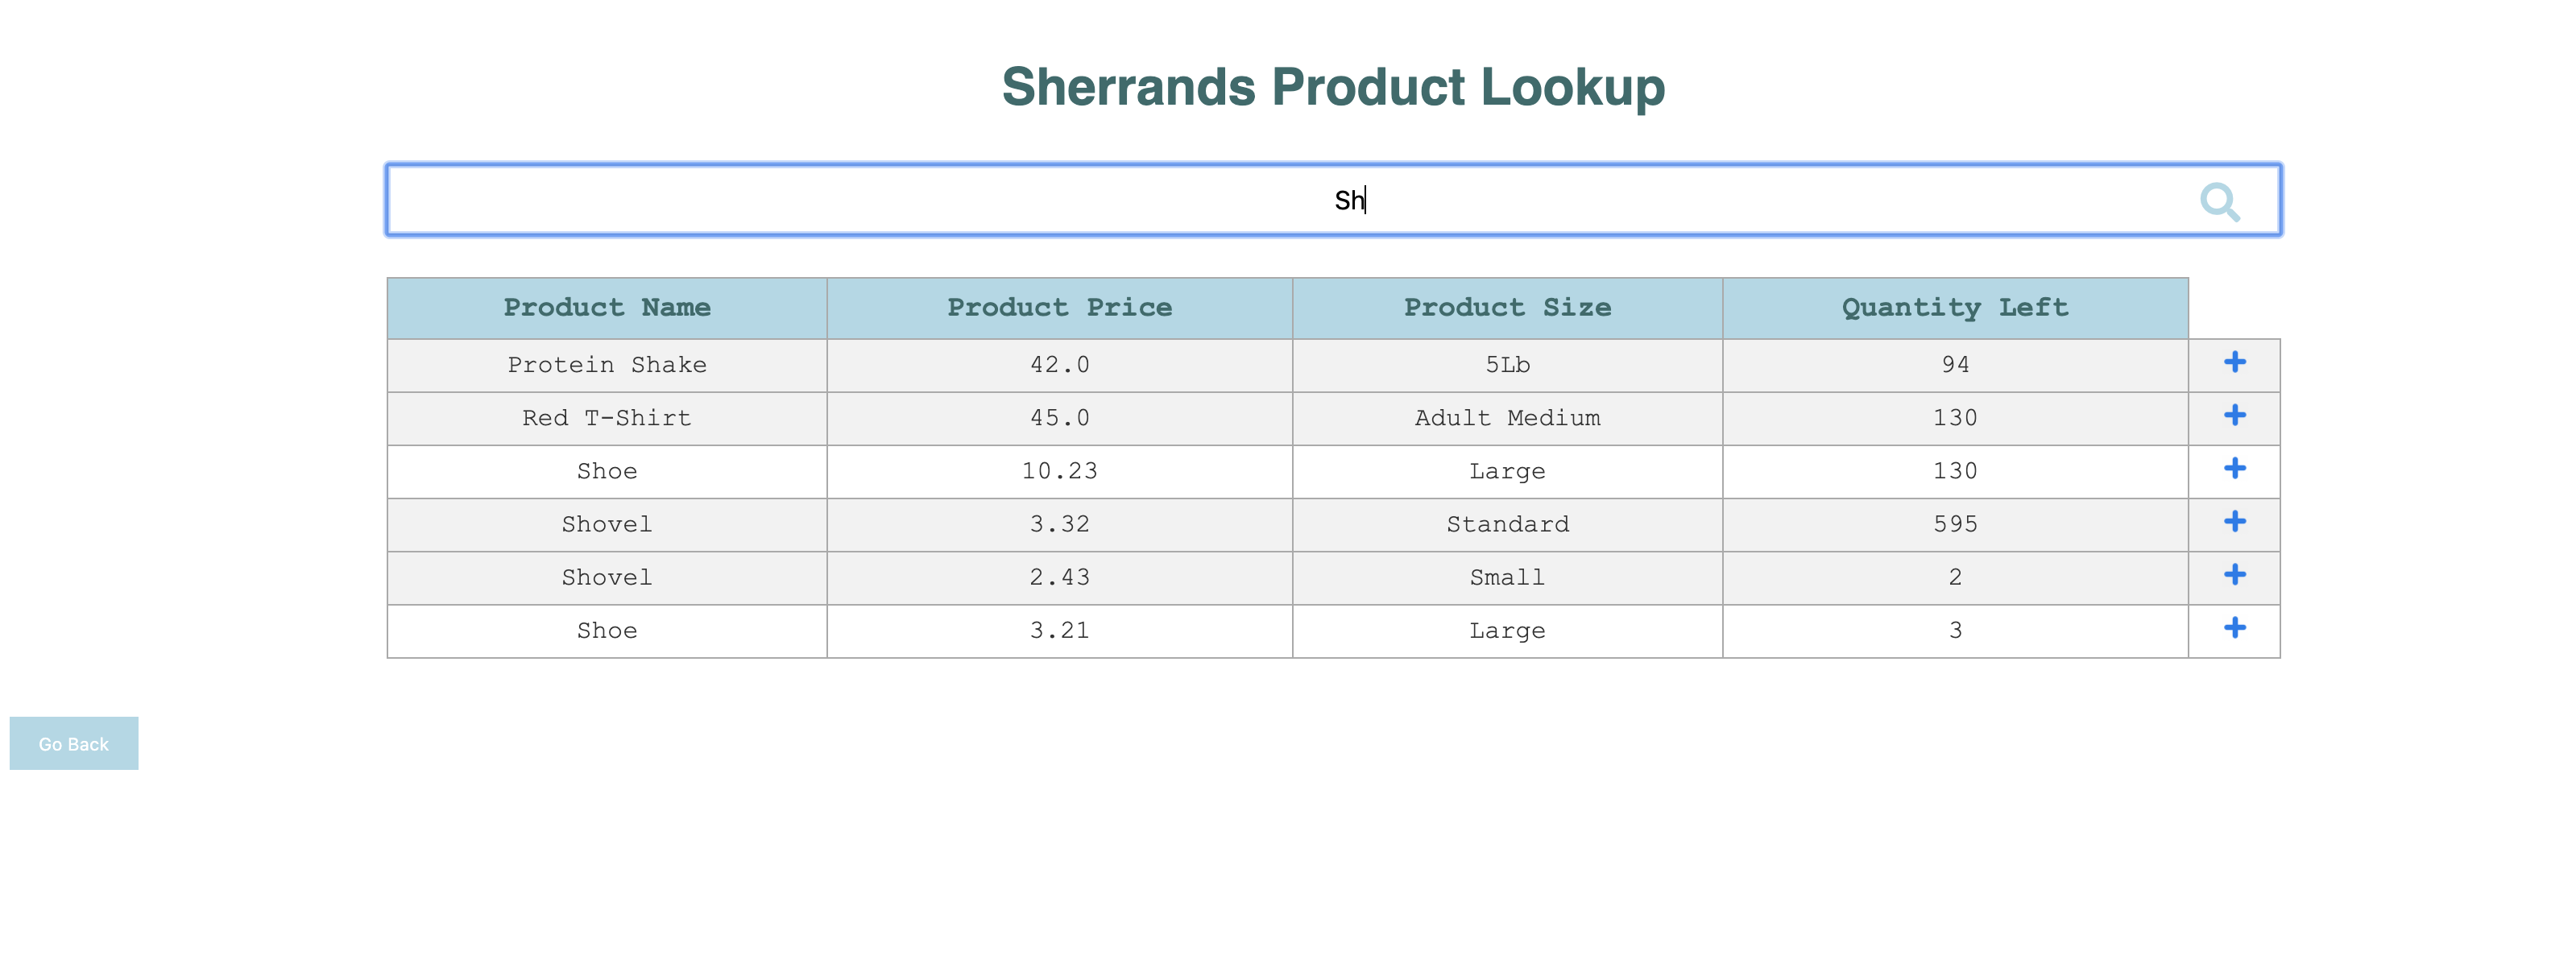 Sherrands Product Lookup
Sh
Product Name Product Price Product Size Quantity Left
Protein Shake 42.0 5Lb 94 +
Red T-Shirt 45.0 Adult Medium 130 +
Shoe 10.23 Large 130 +
Shovel 3.32 Standard 595 +
Shovel 2.43 Small 2 +
Shoe 3.21 Large 3 +
Go Back